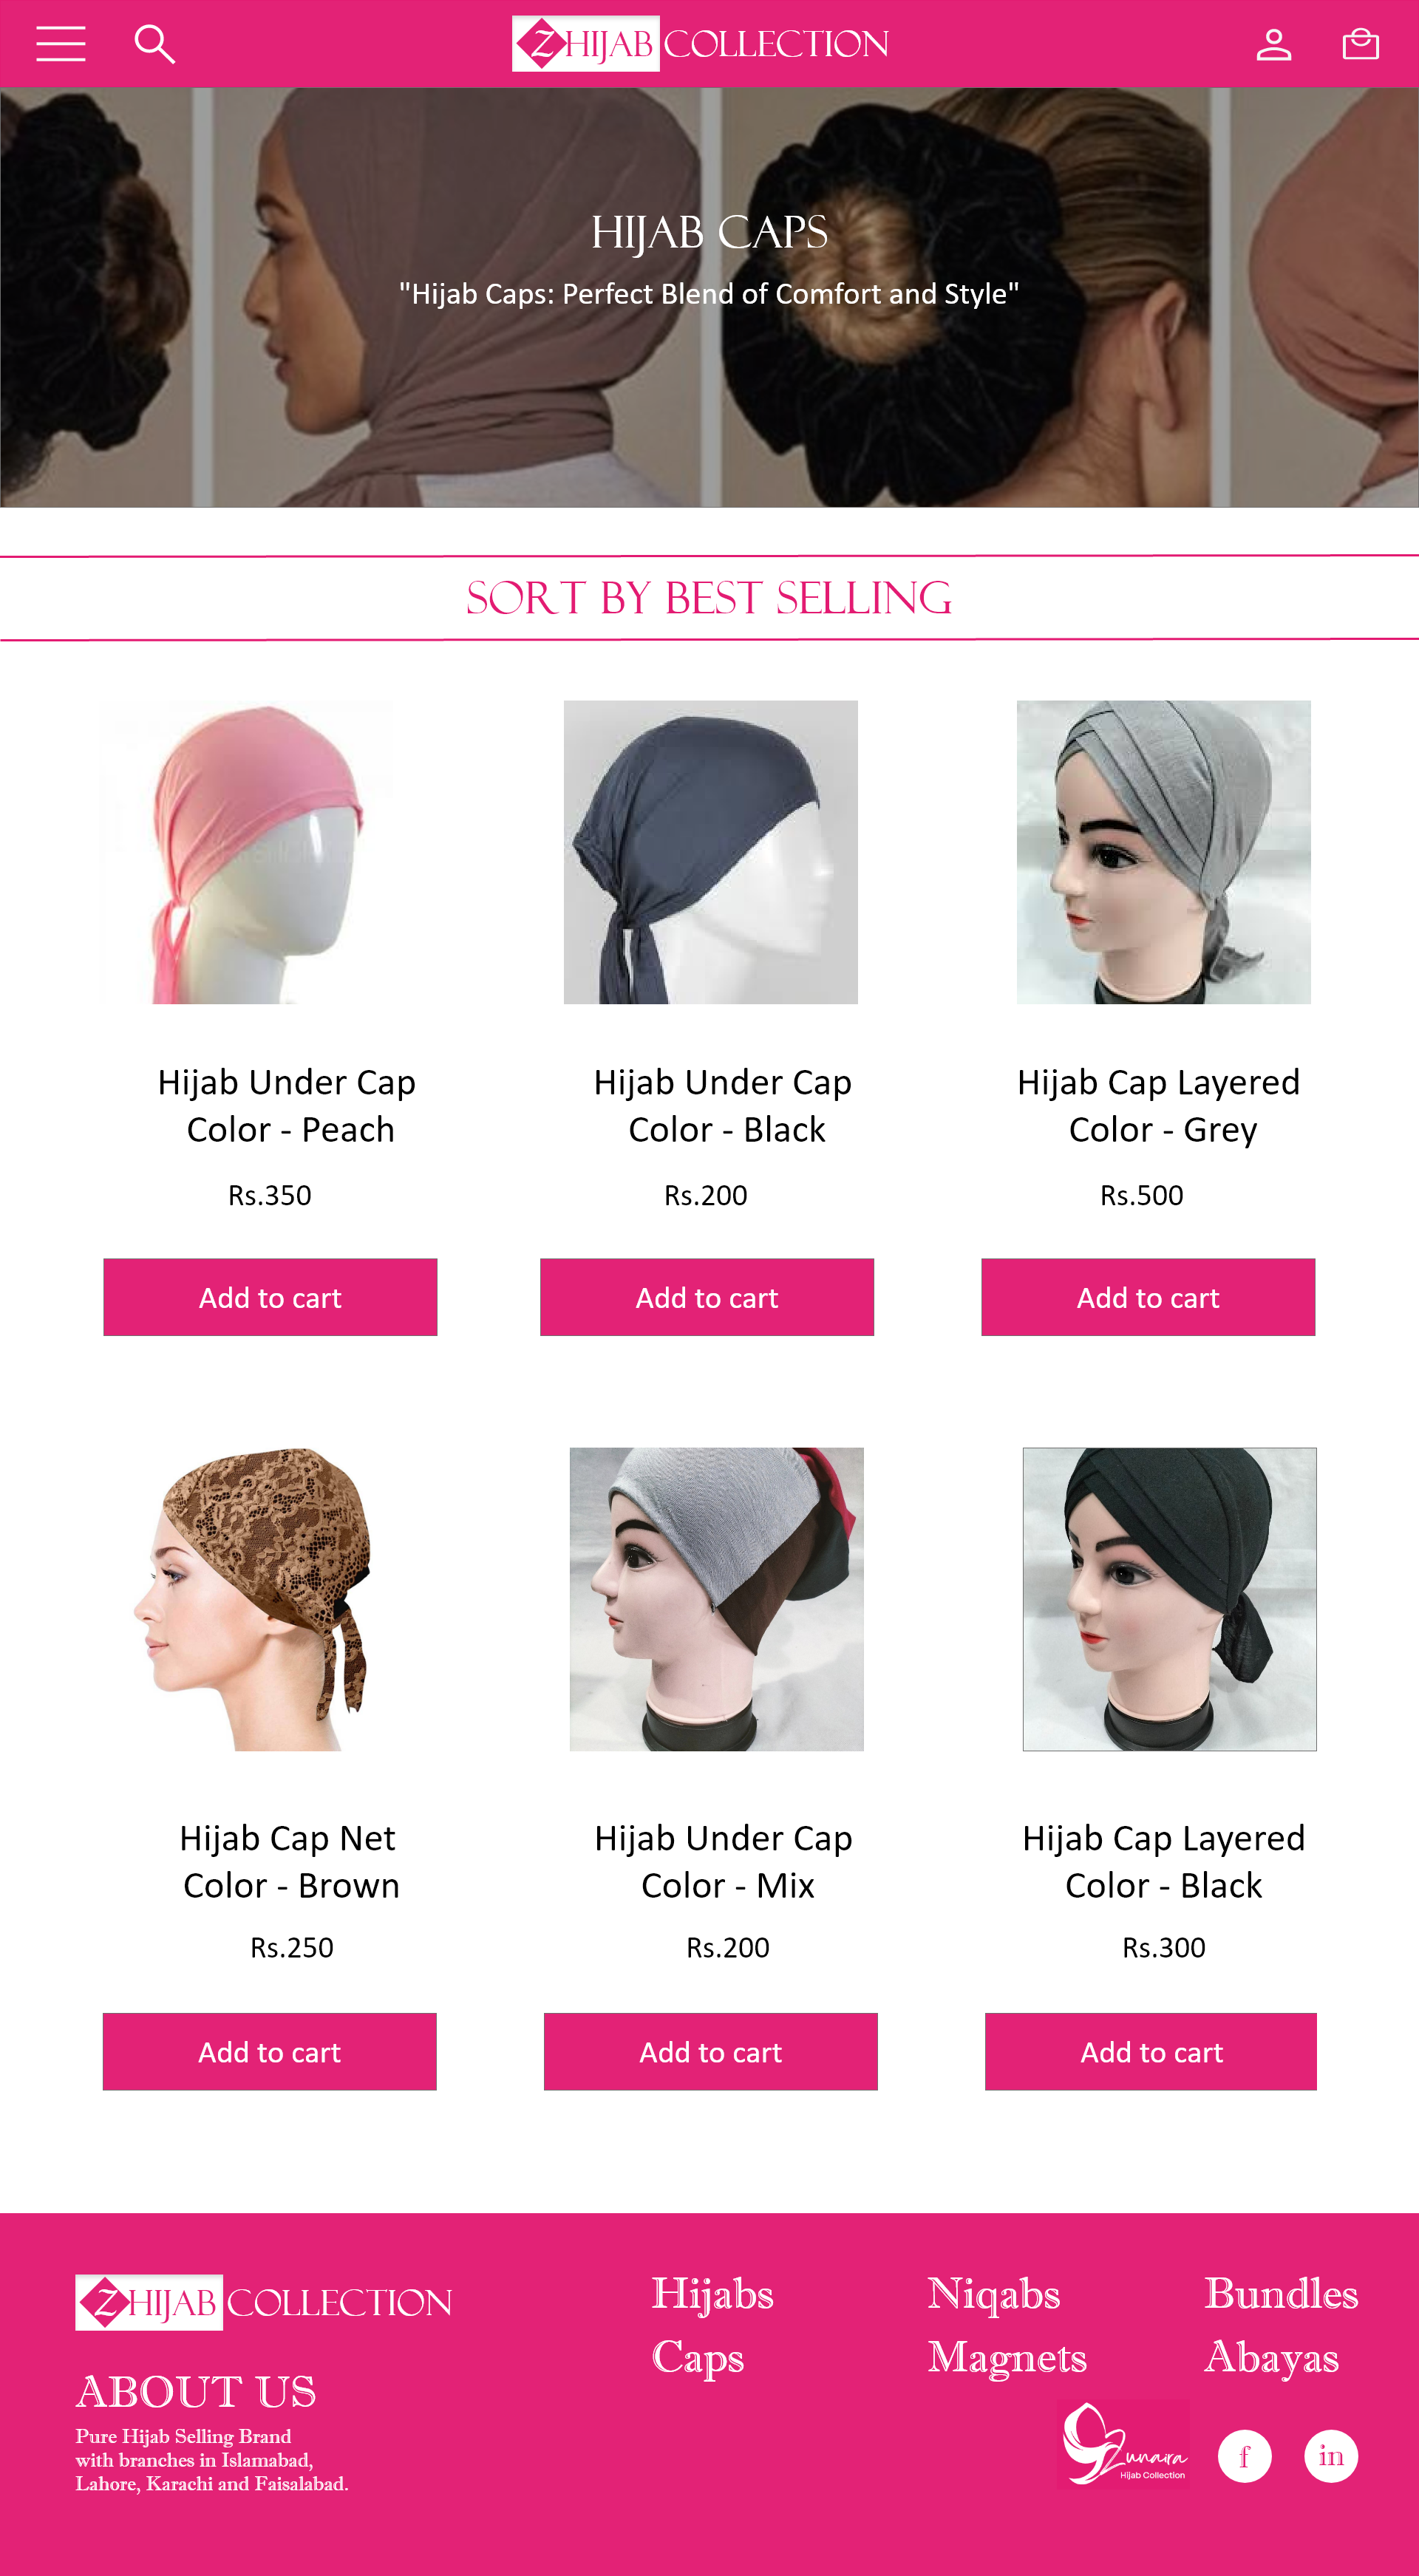 Z HIJAB COLLECTION
HIJAB CAPS
"Hijab Caps: Perfect Blend of Comfort and Style"
SORT BY BEST SELLING
Hijab Under Cap
Color - Peach
Rs.350
Add to cart
Hijab Under Cap
Color - Black
Rs.200
Add to cart
Hijab Cap Layered
Color - Grey
Rs.500
Add to cart
Hijab Cap Net
Color - Brown
Rs.250
Add to cart
Hijab Under Cap
Color - Mix
Rs.200
Add to cart
Hijab Cap Layered
Color - Black
Rs.300
Add to cart
Z HIJAB COLLECTION
ABOUT US
Pure Hijab Selling Brand
with branches in Islamabad,
Lahore, Karachi and Faisalabad.
Hijabs
Caps
Niqabs
Magnets
Bundles
Abayas
Zunaira
Hijab Collection
f
in